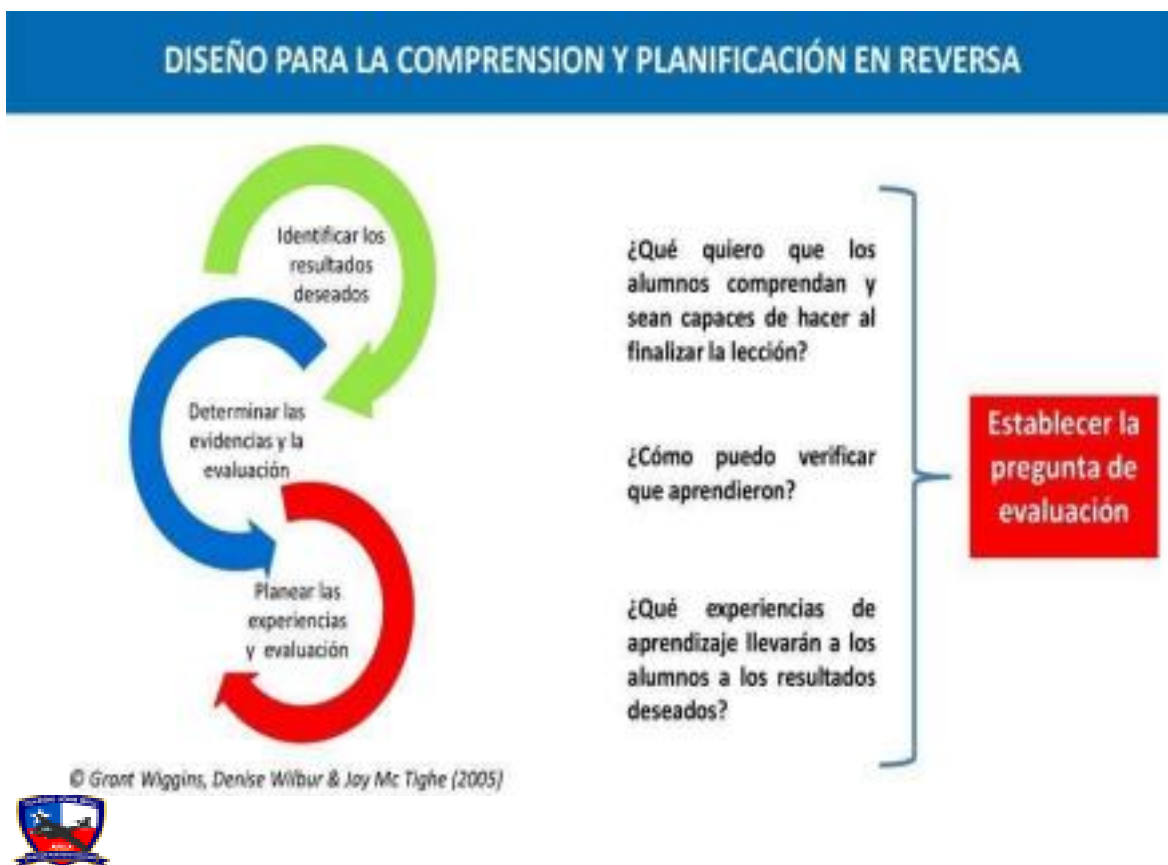 DISEÑO PARA LA COMPRENSION Y PLANIFICACIÓN EN REVERSA
Identificar los
resultados
deseados
Determinar las
evidencias y la
evaluación
Planear las
experiencias
y evaluación
¿Qué quiero que los
alumnos comprendan y
sean capaces de hacer al
finalizar la lección?
¿Cómo puedo verificar
que aprendieron?
¿Qué experiencias de
aprendizaje llevarán a los
alumnos a los resultados
deseados?
Establecer la
pregunta de
evaluación
© Grant Wiggins, Denise Wilbur & Jay Mc Tighe (2005)